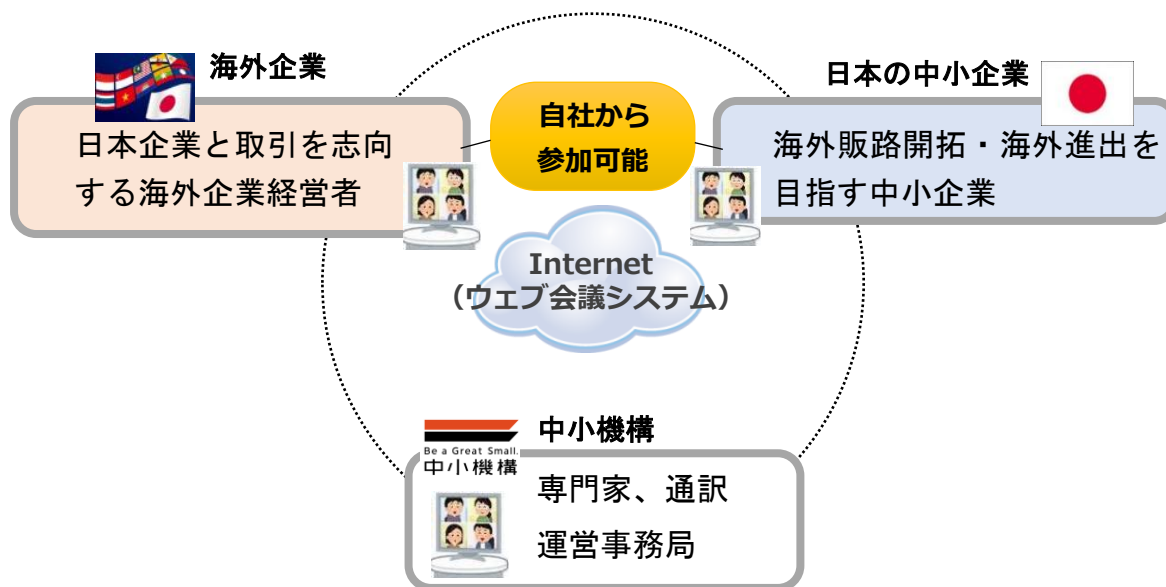 海外企業
日本企業と取引を志向
する海外企業経営者
自社から
参加可能
日本の中小企業
海外販路開拓・海外進出を
目指す中小企業
Internet
（ウェブ会議システム）
Be a Great Small.
中小機構
中小機構
専門家、通訳
運営事務局